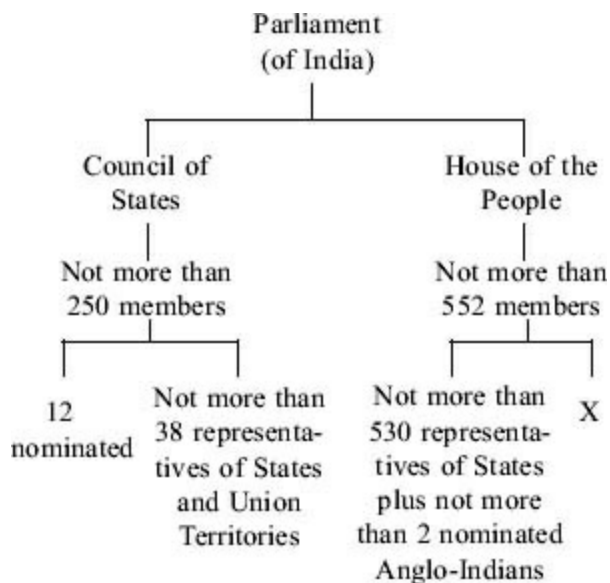 Parliament
(of India)
Council of
States
House of the
People
Not more than
250 members
Not more than
552 members
12
nominated
Not more than
38 representa-
tives of States
and Union
Territories
Not more than
530 representa-
tives of States
plus not more
than 2 nominated
Anglo-Indians
X